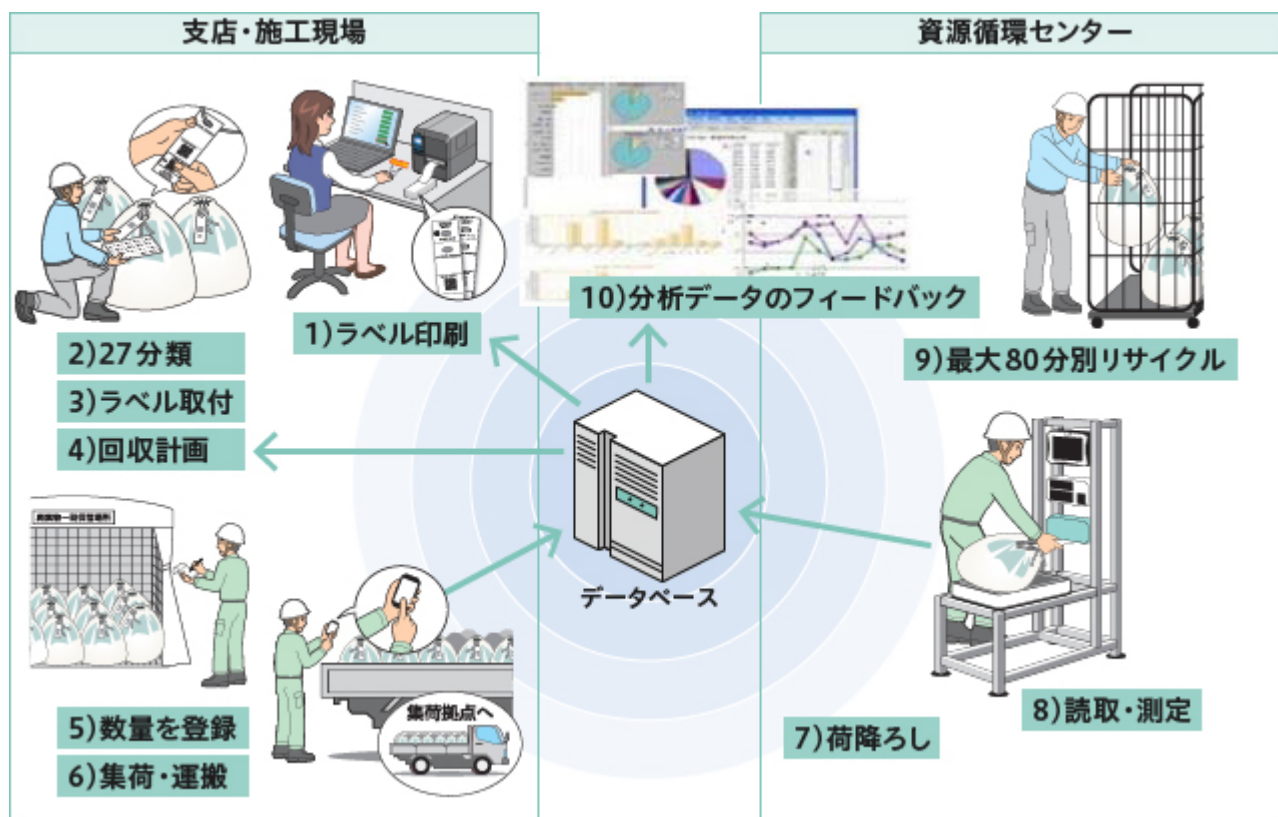 支店・施工現場
資源循環センター
1)ラベル印刷
2)27分類
3)ラベル取付
4)回収計画
5)数量を登録
6)集荷・運搬
集荷拠点へ
データベース
10)分析データのフィードバック
9)最大80分別リサイクル
8)読取・測定
7)荷降ろし